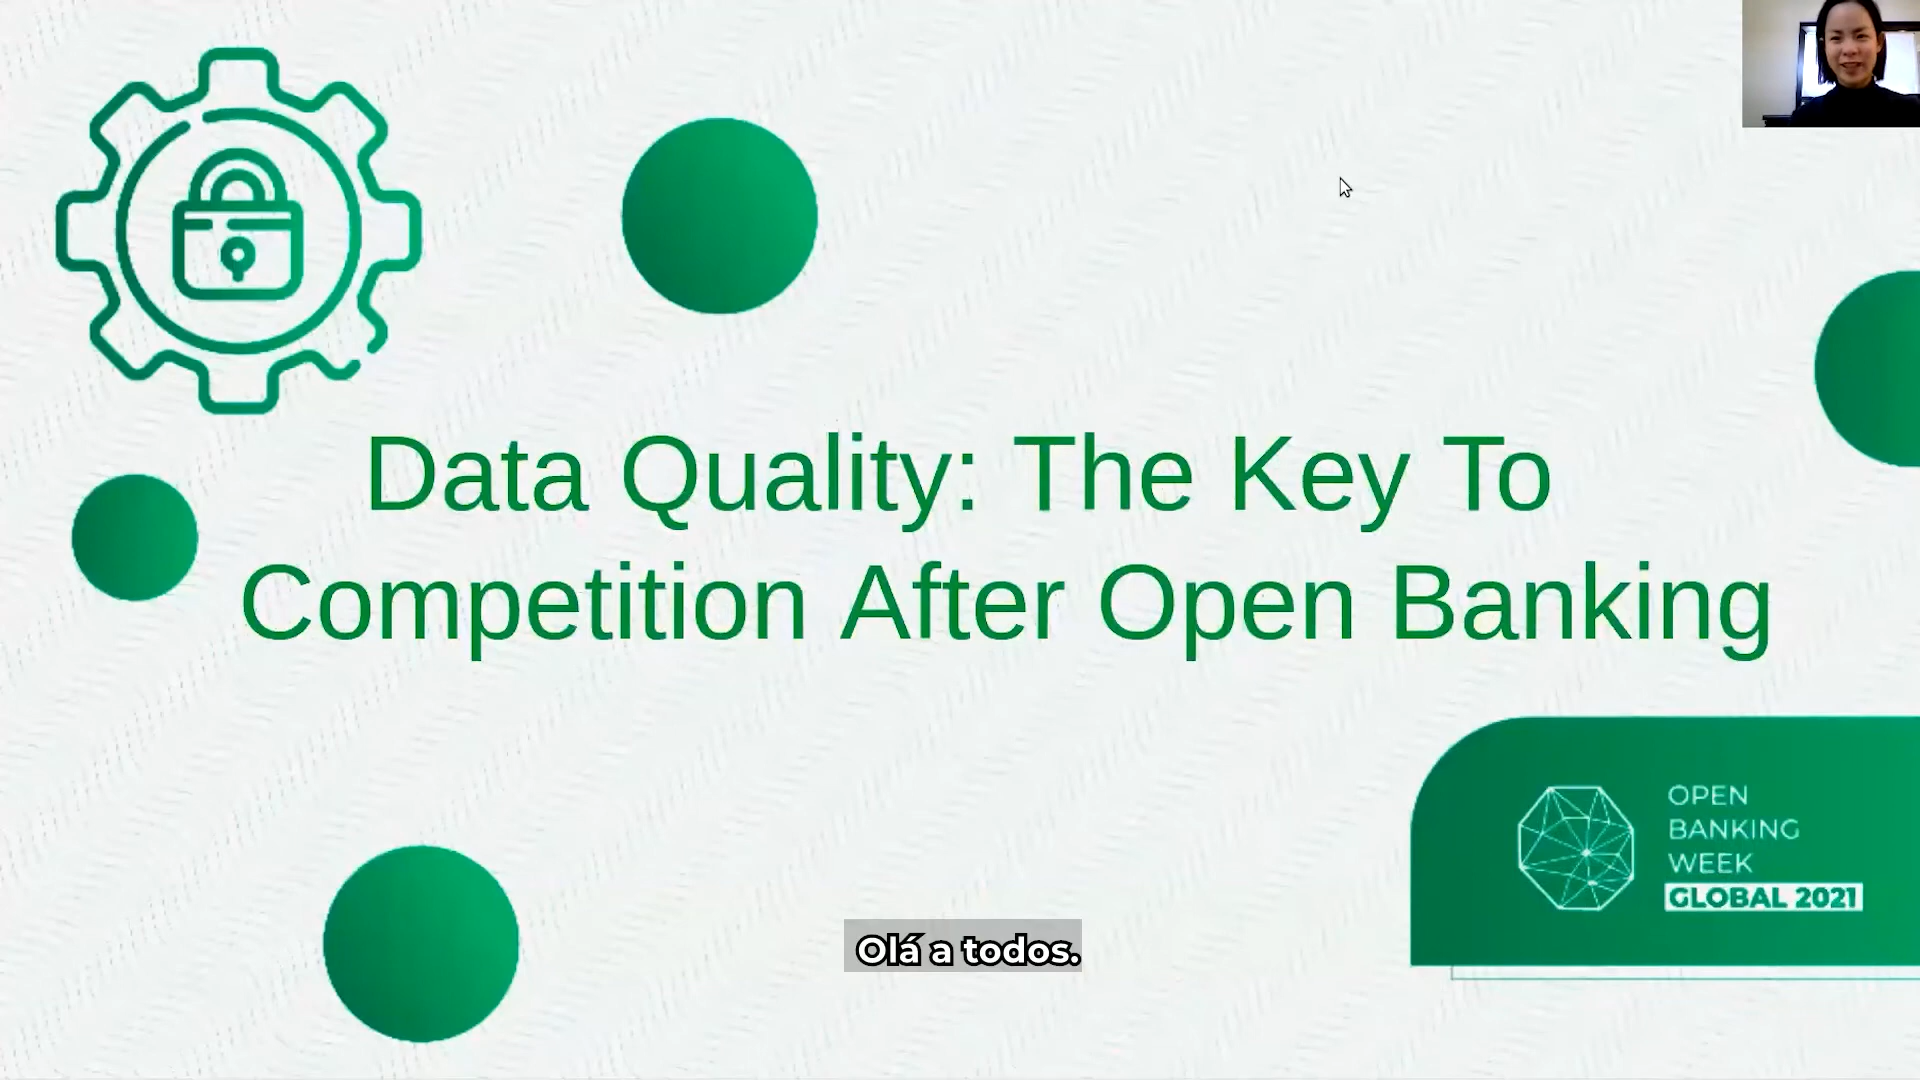 Data Quality: The Key To
Competition After Open Banking
OPEN
BANKING
WEEK
GLOBAL 2021
Olá a todos.